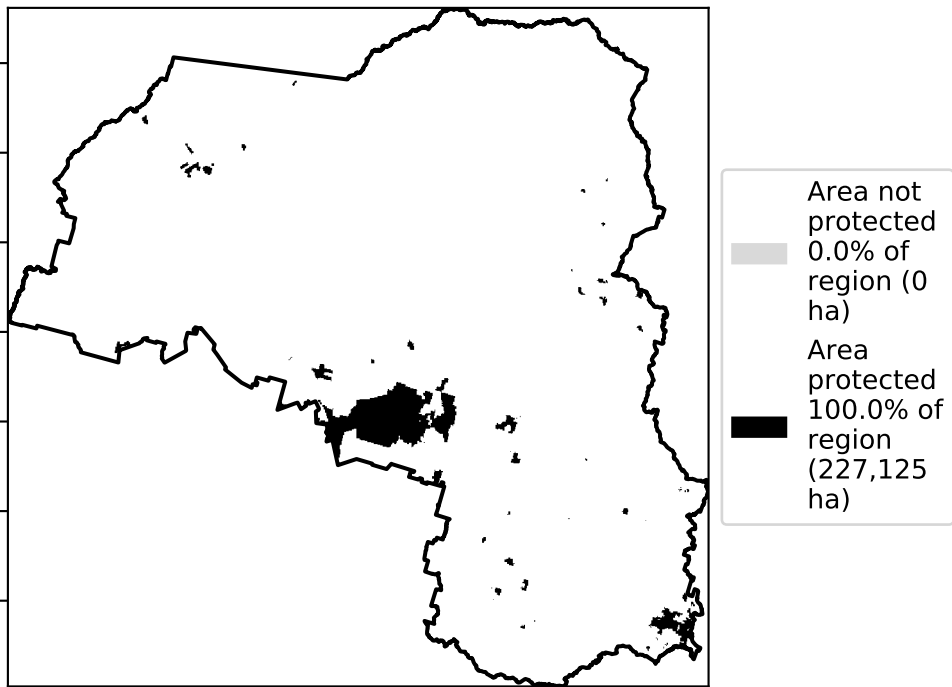 Area not
protected
0.0% of
region (0
ha)
Area
protected
100.0% of
region
(227,125
ha)